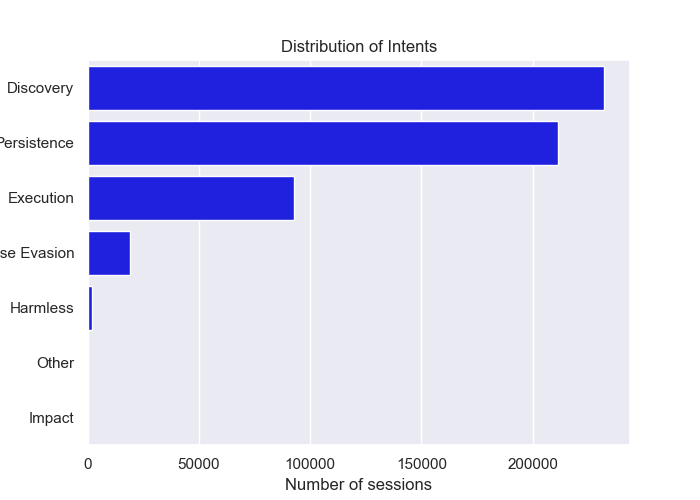 Distribution of Intents
Discovery
Persistence
Execution
se Evasion
Harmless
Other
Impact
0 50000 100000 150000 200000
Number of sessions